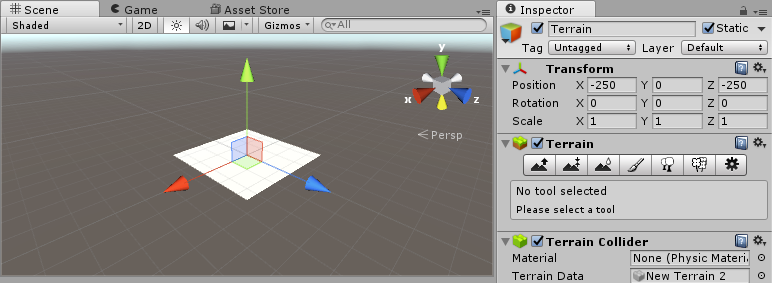 Scene Game Asset Store
Shaded 2D Gizmos All
y
x z
Persp
Inspector
Terrain Static
Tag Untagged Layer Default
Transform
Position X -250 Y 0 Z -250
Rotation X 0 Y 0 Z 0
Scale X 1 Y 1 Z 1
Terrain
No tool selected
Please select a tool
Terrain Collider
Material None (Physic Materia
Terrain Data New Terrain 2